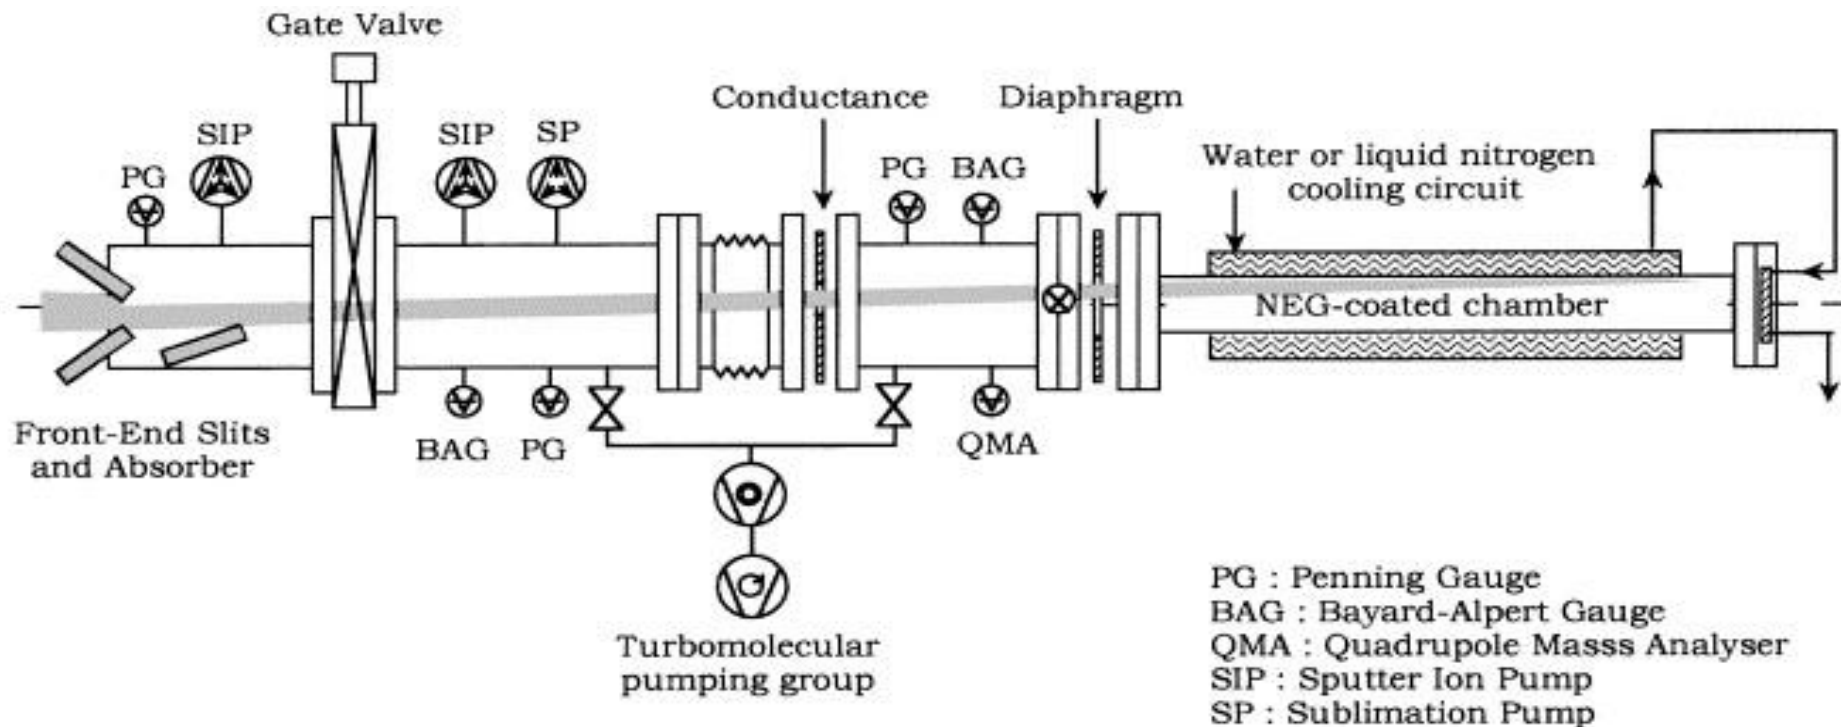 Gate Valve
SIP
PG
SIP
SP
Conductance
Diaphragm
PG
BAG
Water or liquid nitrogen
cooling circuit
NEG-coated chamber
Front-End Slits
and Absorber
BAG
PG
QMA
Turbomolecular
pumping group
PG : Penning Gauge
BAG : Bayard-Alpert Gauge
QMA : Quadrupole Masss Analyser
SIP : Sputter Ion Pump
SP : Sublimation Pump